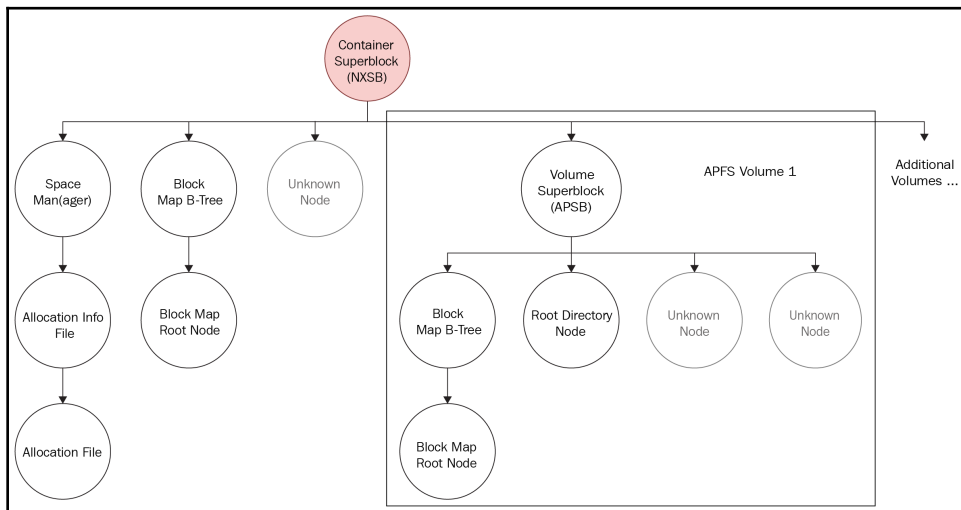 Container
Superblock
(NXSB)
Space
Man(ager)
Block
Map B-Tree
Unknown
Node
Volume
Superblock
(APSB)
APFS Volume 1
Additional
Volumes ...
Allocation Info
File
Block Map
Root Node
Block
Map B-Tree
Root Directory
Node
Unknown
Node
Unknown
Node
Allocation File
Block Map
Root Node